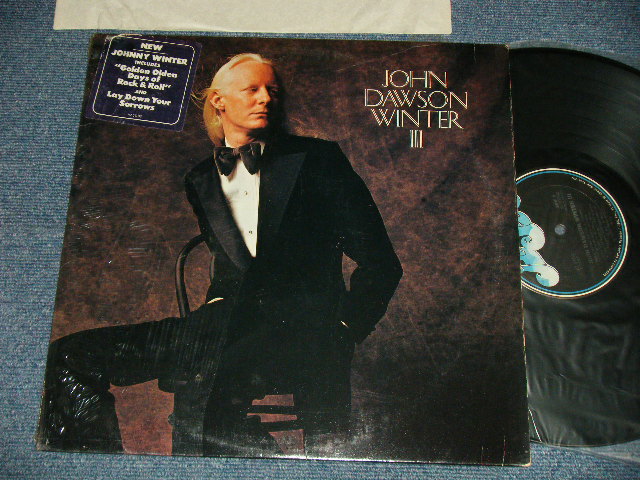 NEW
JOHNNY WINTER
INCLUDES
"Golden Olden
Days of
Rock & Roll"
AND
Lay Down Your
Sorrows
JOHN
DAWSON
WINTER
III